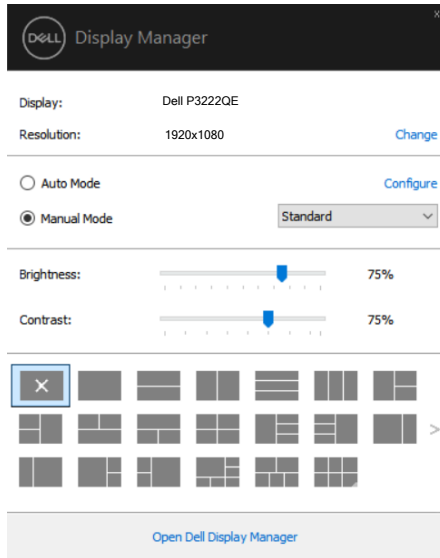 x
DELL Display Manager
Display: Dell P3222QE
Resolution: 1920x1080 Change
Auto Mode Configure
Manual Mode Standard
Brightness: 75%
Contrast: 75%
Open Dell Display Manager